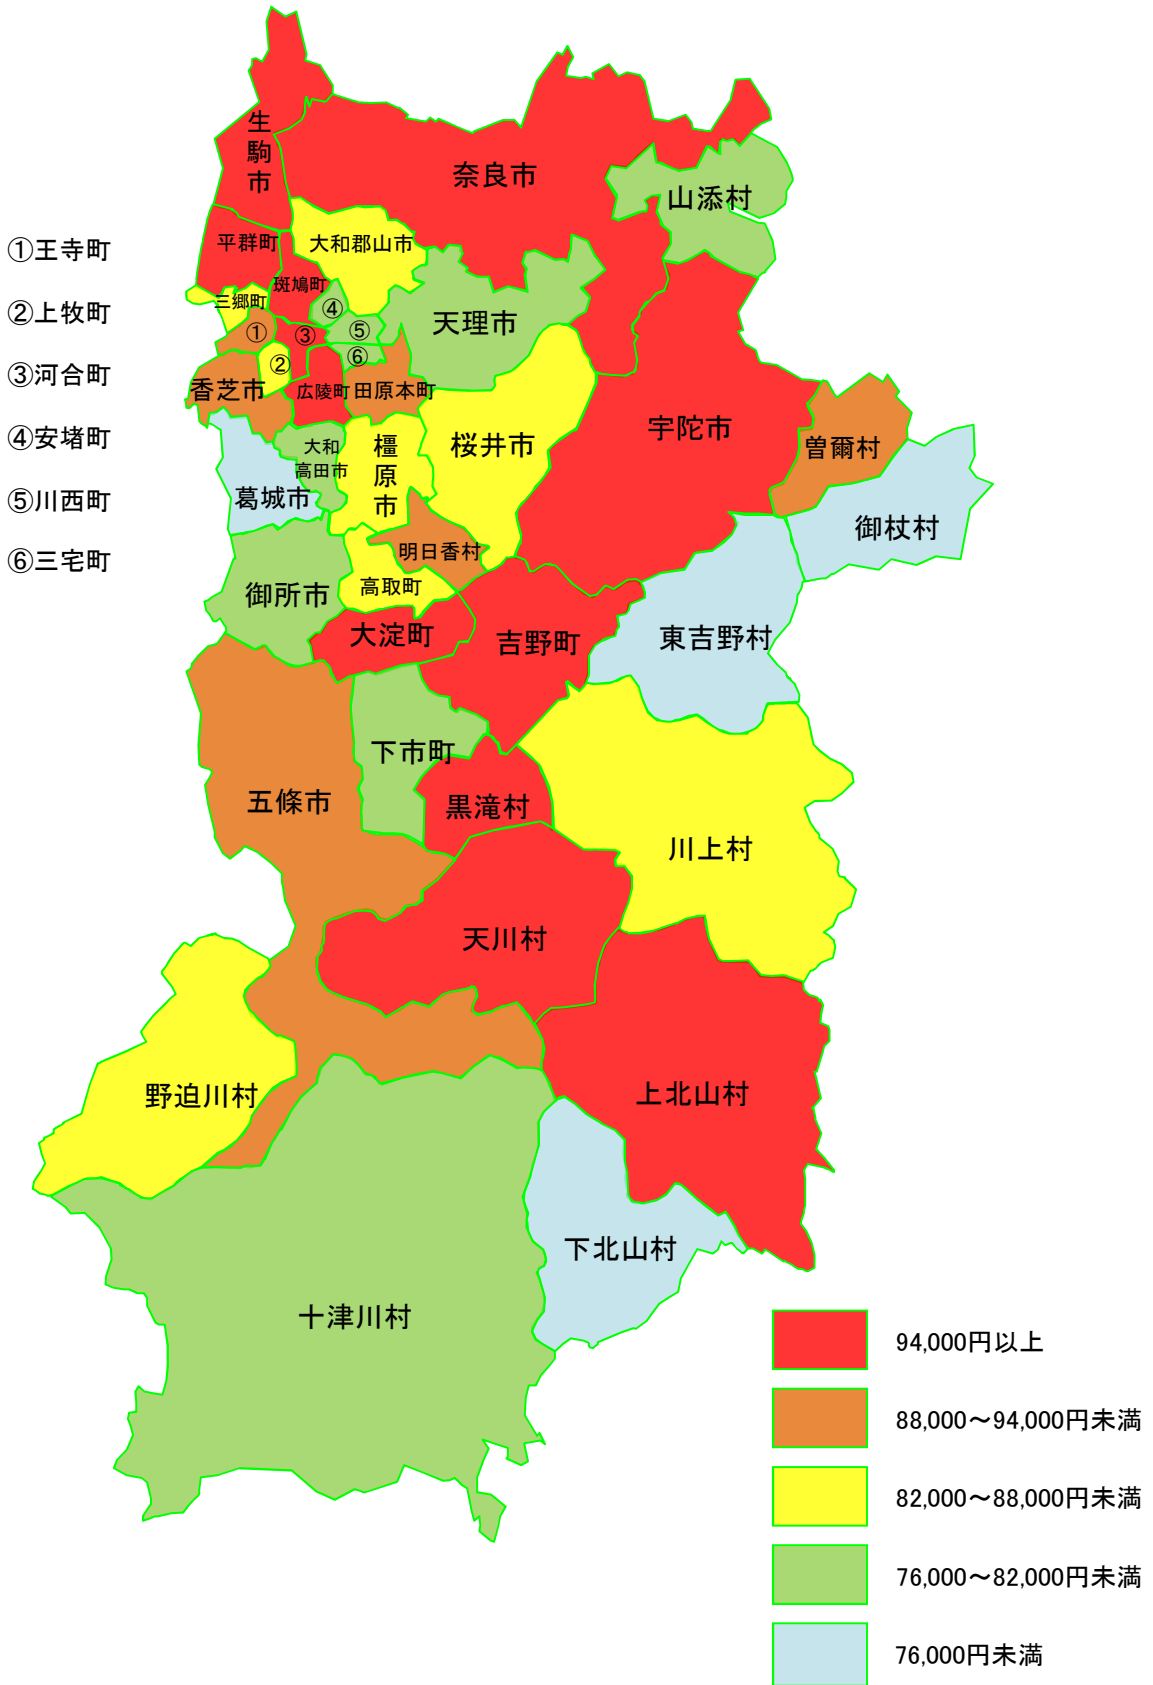 生駒市
奈良市
山添村
平群町
大和郡山市
①王寺町
斑鳩町
三郷町
④
②上牧町
天理市
⑤
①
③
⑥
②
③河合町
香芝市
広陵町
田原本町
宇陀市
④安堵町
大和
高田市
橿原市
桜井市
曽爾村
葛城市
⑤川西町
御杖村
⑥三宅町
明日香村
高取町
御所市
大淀町
吉野町
東吉野村
下市町
五條市
黒滝村
川上村
天川村
野迫川村
上北山村
下北山村
十津川村
94,000円以上
88,000～94,000円未満
82,000～88,000円未満
76,000～82,000円未満
76,000円未満